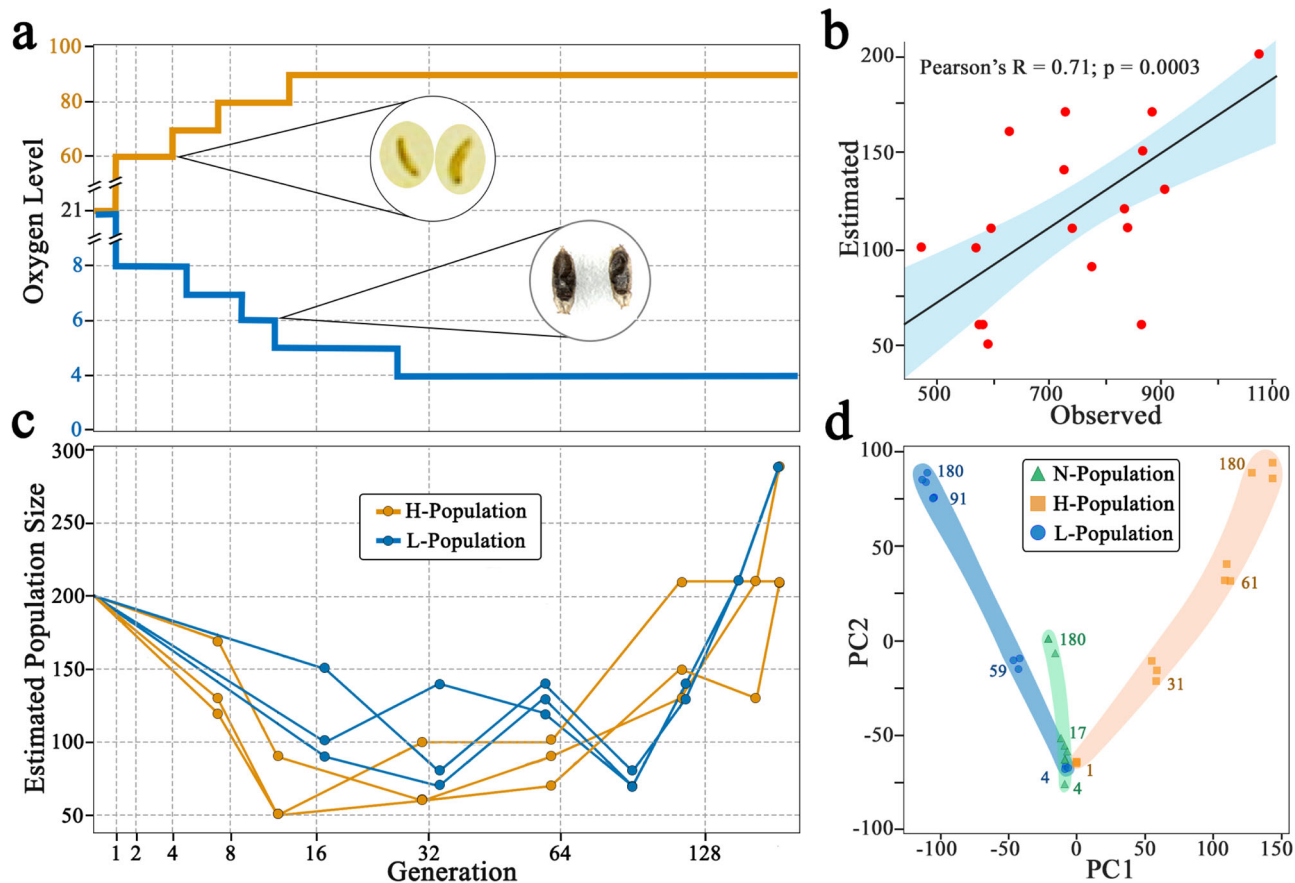 a
100
80
60
21
8
6
4
0
Oxygen Level
b
Pearson's R = 0.71; p = 0.0003
200
150
100
50
Estimated
500 700 900 1100
Observed
c
300
250
200
150
100
50
Estimated Population Size
H-Population
L-Population
1 2 4 8 16 32 64 128
Generation
d
100
50
0
-50
-100
PC2
N-Population
H-Population
L-Population
180
91
59
4
180
17
4
180
61
31
1
-100 -50 0 50 100 150
PC1